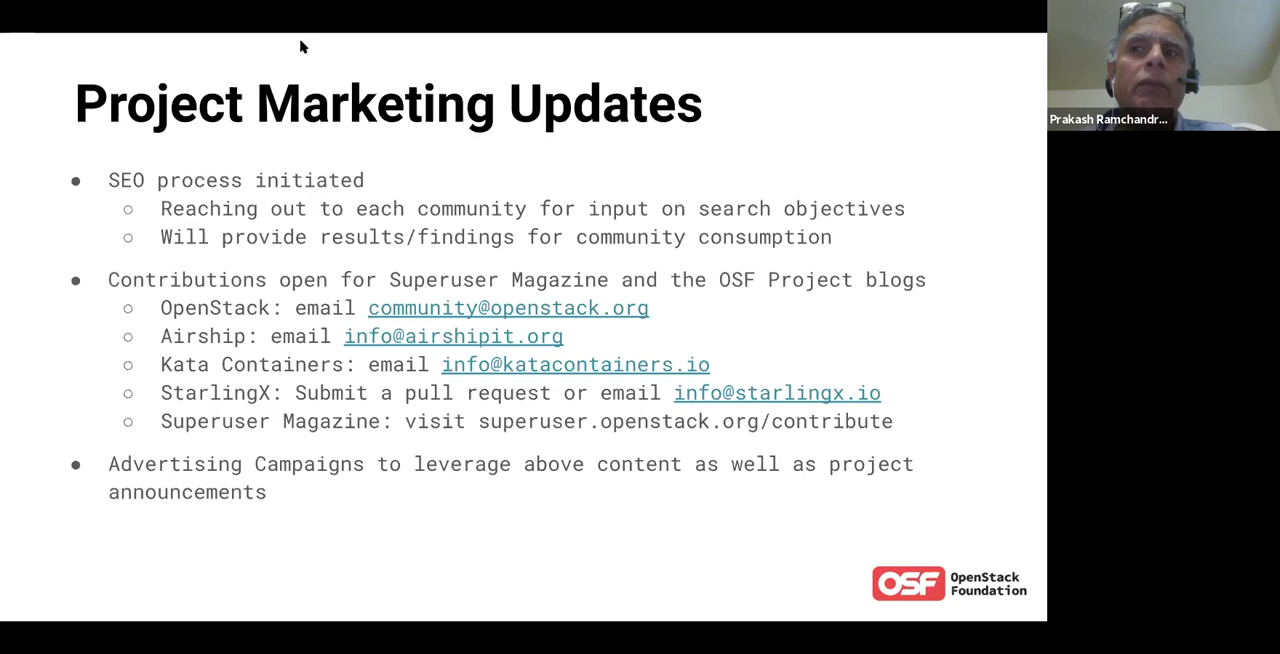 Project Marketing Updates
● SEO process initiated
○ Reaching out to each community for input on search objectives
○ Will provide results/findings for community consumption
● Contributions open for Superuser Magazine and the OSF Project blogs
○ OpenStack: email community@openstack.org
○ Airship: email info@airshipit.org
○ Kata Containers: email info@katacontainers.io
○ StarlingX: Submit a pull request or email info@starlingx.io
○ Superuser Magazine: visit superuser.openstack.org/contribute
● Advertising Campaigns to leverage above content as well as project
announcements
OSF
OpenStack
Foundation
Prakash Ramchandr...